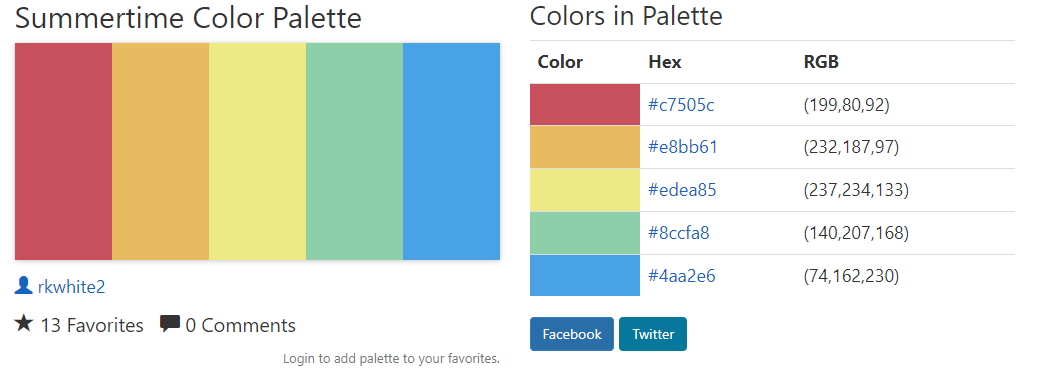 Summertime Color Palette
rkwhite2
13 Favorites 0 Comments
Login to add palette to your favorites.
Colors in Palette
Color Hex RGB
#c7505c (199,80,92)
#e8bb61 (232,187,97)
#edea85 (237,234,133)
#8ccfa8 (140,207,168)
#4aa2e6 (74,162,230)
Facebook Twitter